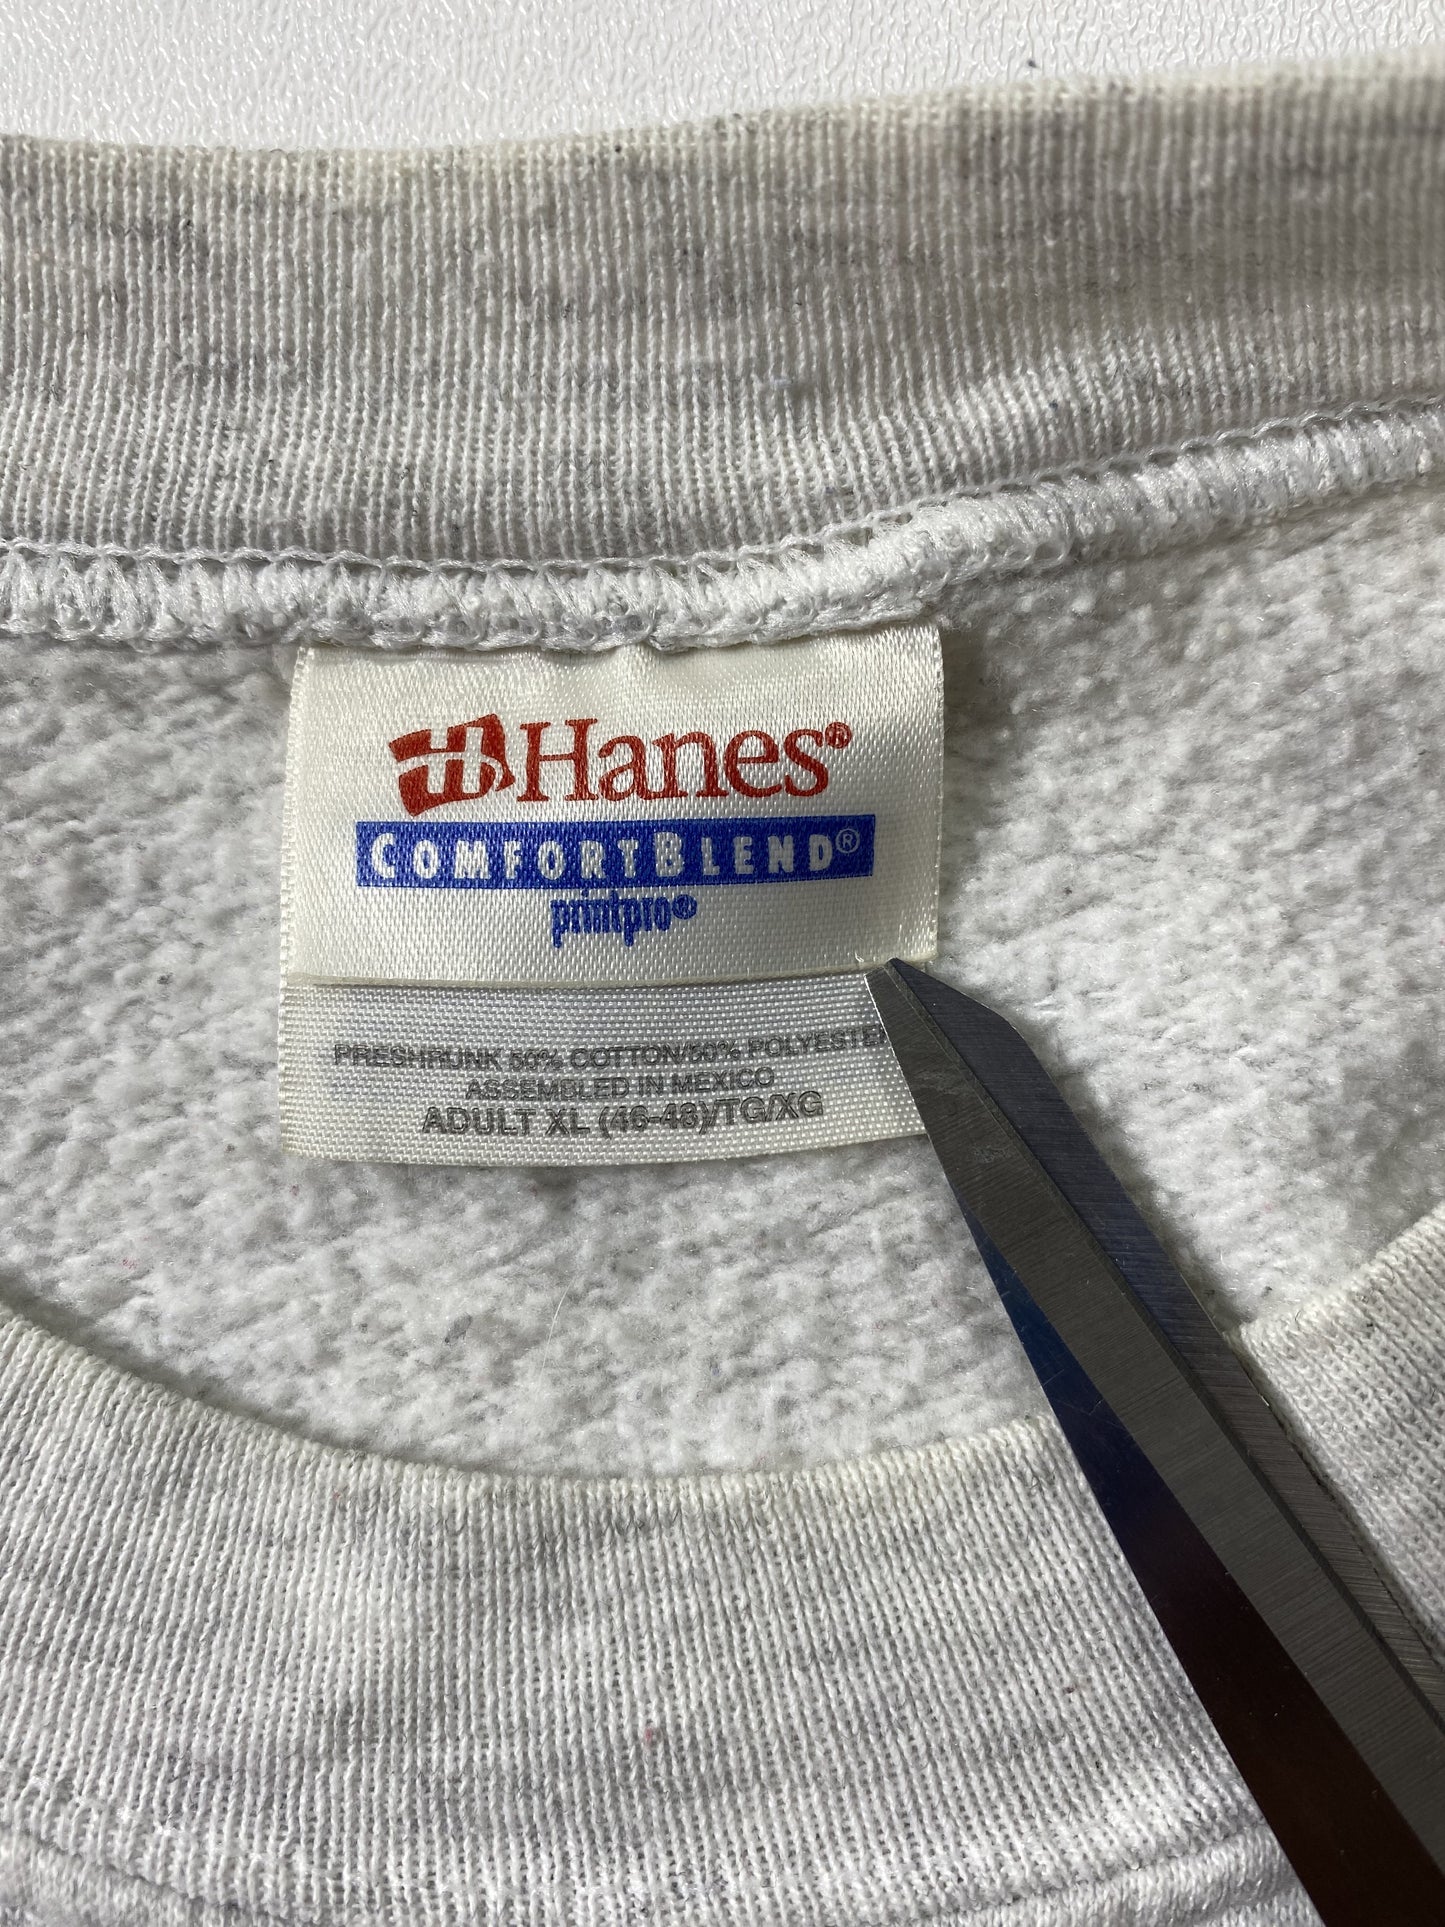 Hanes®
COMFORTBLEND®
printpro®
PRESHRUNK 50% COTTON/50% POLYESTER
ASSEMBLED IN MEXICO
ADULT XL (46-48)/TG/XG